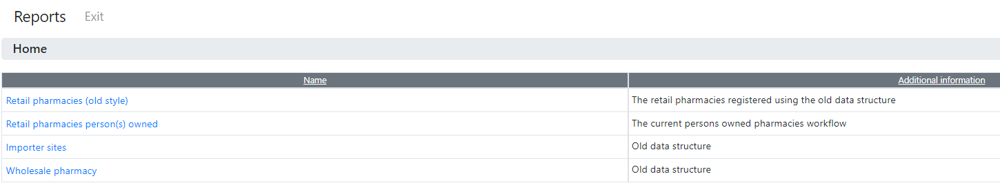 Reports Exit
Home
Name Additional information
Retail pharmacies (old style) The retail pharmacies registered using the old data structure
Retail pharmacies person(s) owned The current persons owned pharmacies workflow
Importer sites Old data structure
Wholesale pharmacy Old data structure